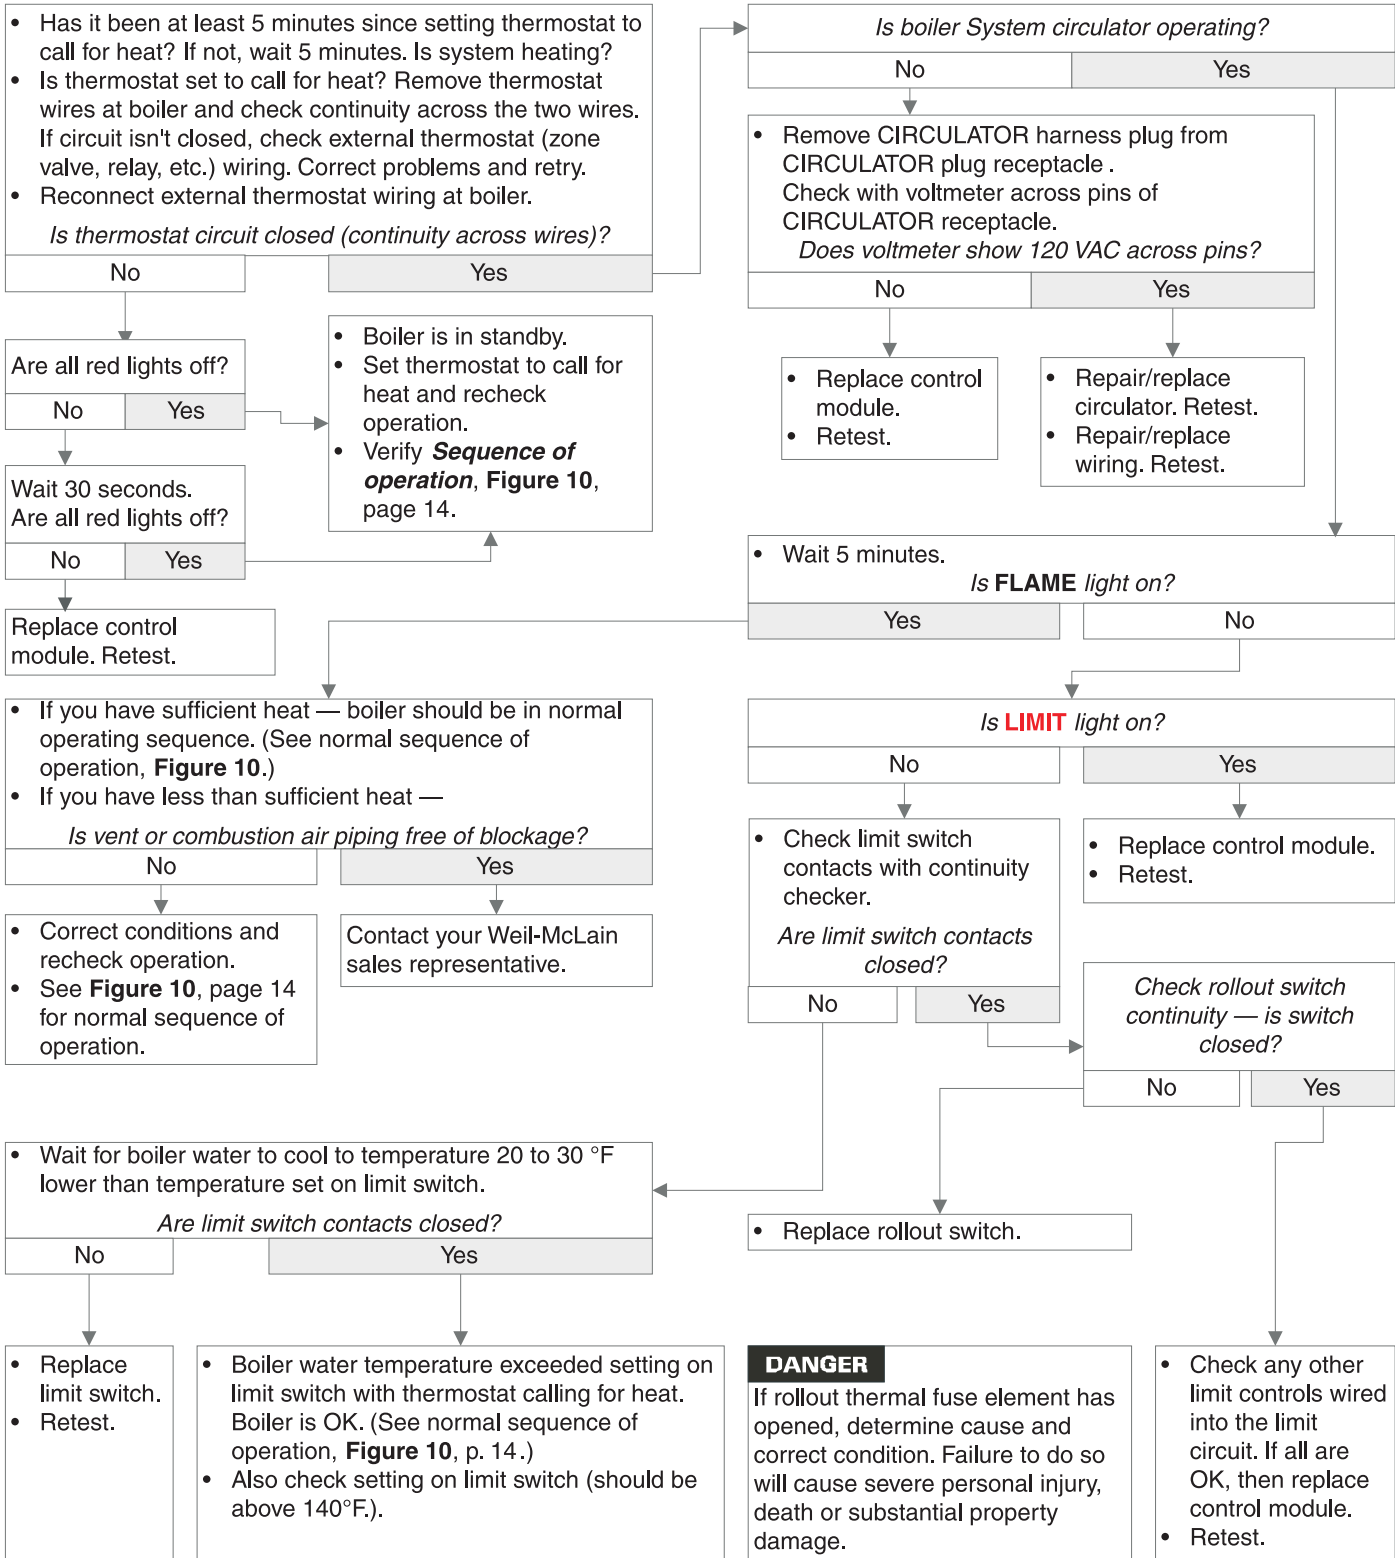 • Has it been at least 5 minutes since setting thermostat to
call for heat? If not, wait 5 minutes. Is system heating?
• Is thermostat set to call for heat? Remove thermostat
wires at boiler and check continuity across the two wires.
If circuit isn't closed, check external thermostat (zone
valve, relay, etc.) wiring. Correct problems and retry.
• Reconnect external thermostat wiring at boiler.
Is thermostat circuit closed (continuity across wires)?
No
Yes
Are all red lights off?
No
Yes
Wait 30 seconds.
Are all red lights off?
No
Yes
Replace control
module. Retest.
• Boiler is in standby.
• Set thermostat to call for
heat and recheck
operation.
• Verify Sequence of
operation, Figure 10,
page 14.
Is boiler System circulator operating?
No
Yes
• Remove CIRCULATOR harness plug from
CIRCULATOR plug receptacle .
Check with voltmeter across pins of
CIRCULATOR receptacle.
Does voltmeter show 120 VAC across pins?
No
Yes
• Replace control
module.
• Retest.
• Repair/replace
circulator. Retest.
• Repair/replace
wiring. Retest.
• Wait 5 minutes.
Is FLAME light on?
Yes
No
• If you have sufficient heat — boiler should be in normal
operating sequence. (See normal sequence of
operation, Figure 10.)
• If you have less than sufficient heat —
Is vent or combustion air piping free of blockage?
No
Yes
• Correct conditions and
recheck operation.
• See Figure 10, page 14
for normal sequence of
operation.
Contact your Weil-McLain
sales representative.
Is LIMIT light on?
No
Yes
• Check limit switch
contacts with continuity
checker.
Are limit switch contacts
closed?
No
Yes
• Replace control module.
• Retest.
Check rollout switch
continuity — is switch
closed?
No
Yes
• Wait for boiler water to cool to temperature 20 to 30 °F
lower than temperature set on limit switch.
Are limit switch contacts closed?
No
Yes
• Replace rollout switch.
• Replace
limit switch.
• Retest.
• Boiler water temperature exceeded setting on
limit switch with thermostat calling for heat.
Boiler is OK. (See normal sequence of
operation, Figure 10, p. 14.)
• Also check setting on limit switch (should be
above 140°F.).
DANGER
If rollout thermal fuse element has
opened, determine cause and
correct condition. Failure to do so
will cause severe personal injury,
death or substantial property
damage.
• Check any other
limit controls wired
into the limit
circuit. If all are
OK, then replace
control module.
• Retest.